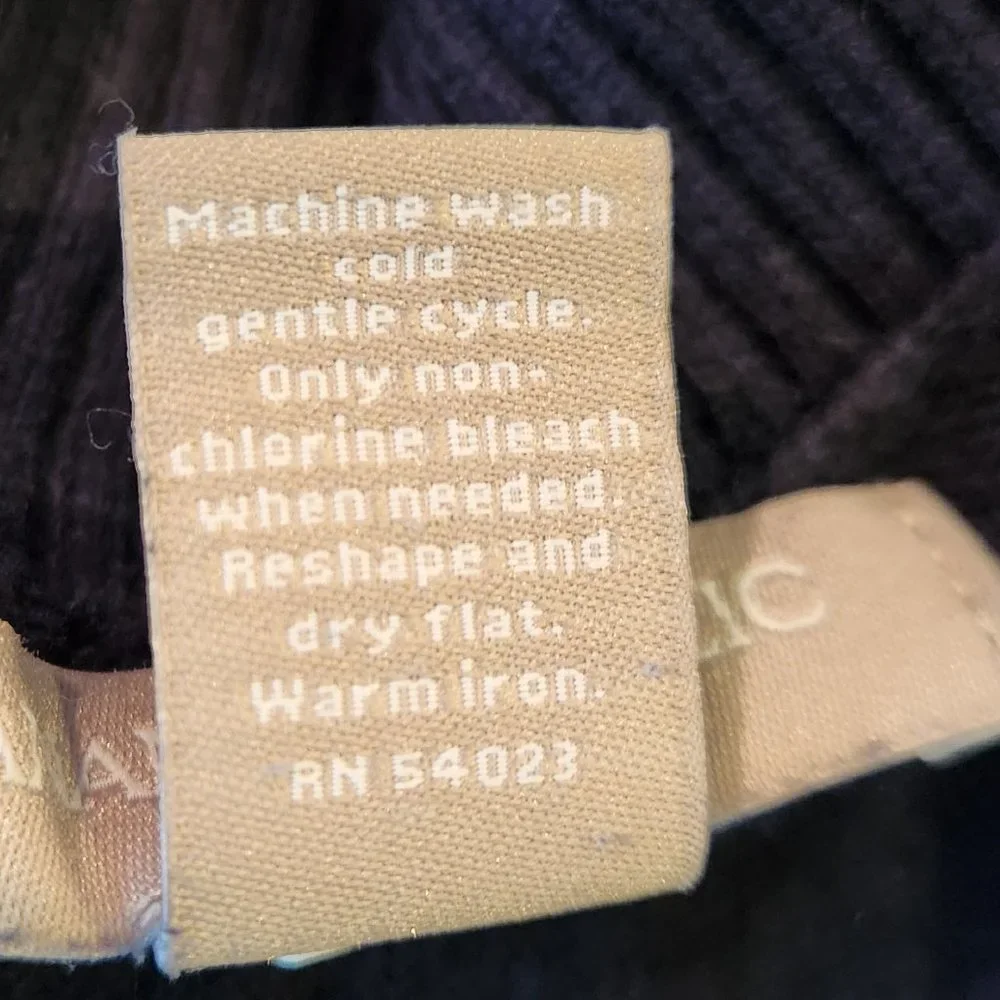 Machine wash
cold
gentle cycle.
Only non-
chlorine bleach
when needed.
Reshape and
dry flat.
Warm iron.
RN 54023